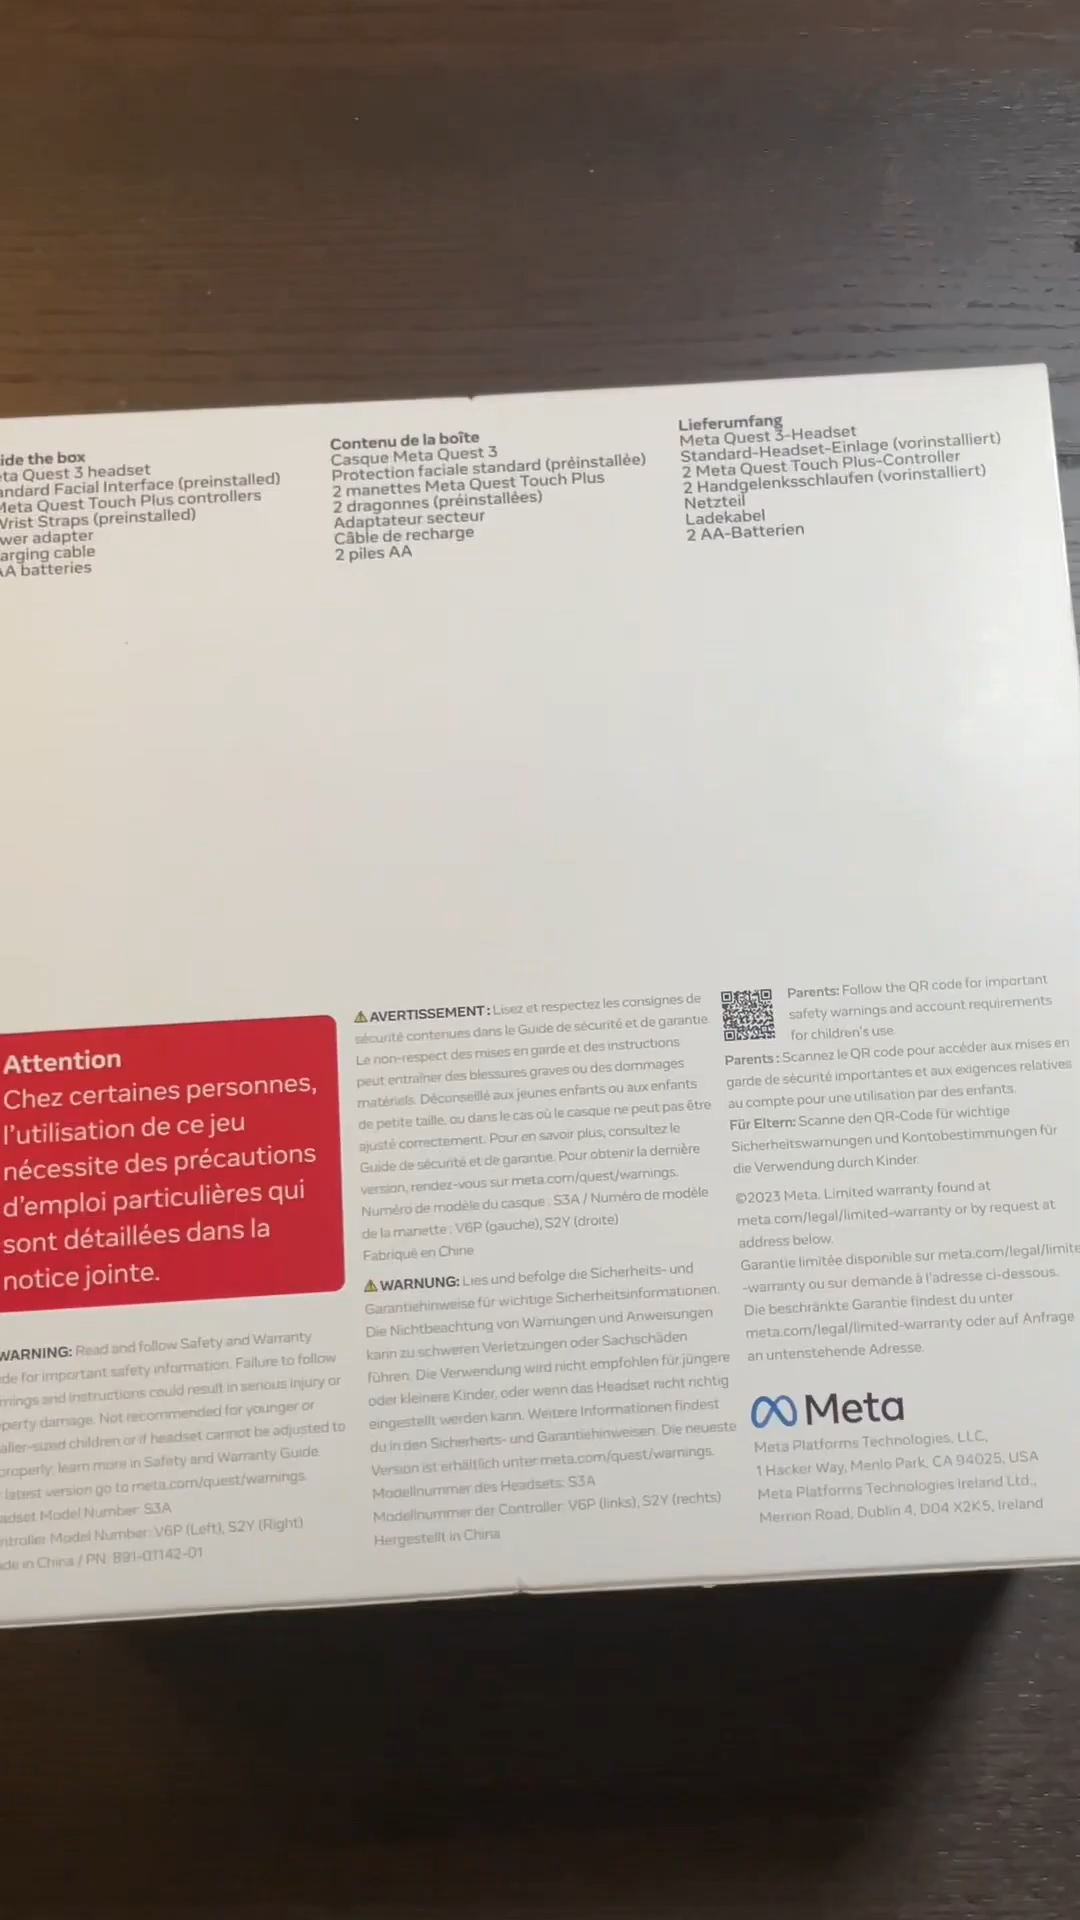 ide the box
ta Quest 3 headset
andard Facial Interface (preinstalled)
Meta Quest Touch Plus controllers
Wrist Straps (preinstalled)
wer adapter
arging cable
AA batteries
Contenu de la boîte
Casque Meta Quest 3
Protection faciale standard (préinstallée)
2 manettes Meta Quest Touch Plus
2 dragonnes (préinstallées)
Adaptateur secteur
Câble de recharge
2 piles AA
Lieferumfang
Meta Quest 3-Headset
Standard-Headset-Einlage (vorinstalliert)
2 Meta Quest Touch Plus-Controller
2 Handgelenksschlaufen (vorinstalliert)
Netzteil
Ladekabel
2 AA-Batterien
Attention
Chez certaines personnes,
l'utilisation de ce jeu
nécessite des précautions
d'emploi particulières qui
sont détaillées dans la
notice jointe.
WARNING: Read and follow Safety and Warranty
de for important safety information. Failure to follow
rnings and instructions could result in serious injury or
perty damage. Not recommended for younger or
aller-sized children or if headset cannot be adjusted to
properly; learn more in Safety and Warranty Guide.
latest version go to meta.com/quest/warnings.
adset Model Number: S3A
ntroller Model Number: V6P (Left), S2Y (Right)
de in China / PN: 891-01142-01
AVERTISSEMENT : Lisez et respectez les consignes de
sécurité contenues dans le Guide de sécurité et de garantie.
Le non-respect des mises en garde et des instructions
peut entraîner des blessures graves ou des dommages
matériels. Déconseillé aux jeunes enfants ou aux enfants
de petite taille, ou dans le cas où le casque ne peut pas être
ajusté correctement. Pour en savoir plus, consultez le
Guide de sécurité et de garantie. Pour obtenir la dernière
version, rendez-vous sur meta.com/quest/warnings.
Numéro de modèle du casque : S3A / Numéro de modèle
de la manette : V6P (gauche), S2Y (droite)
Fabriqué en Chine
WARNUNG: Lies und befolge die Sicherheits- und
Garantiehinweise für wichtige Sicherheitsinformationen.
Die Nichtbeachtung von Warnungen und Anweisungen
kann zu schweren Verletzungen oder Sachschäden
führen. Die Verwendung wird nicht empfohlen für jüngere
oder kleinere Kinder, oder wenn das Headset nicht richtig
eingestellt werden kann. Weitere Informationen findest
du in den Sicherheits- und Garantiehinweisen. Die neueste
Version ist erhältlich unter meta.com/quest/warnings.
Modellnummer des Headsets: S3A
Modellnummer der Controller: V6P (links), S2Y (rechts)
Hergestellt in China
Parents: Follow the QR code for important
safety warnings and account requirements
for children's use.
Parents : Scannez le QR code pour accéder aux mises en
garde de sécurité importantes et aux exigences relatives
au compte pour une utilisation par des enfants.
Für Eltern: Scanne den QR-Code für wichtige
Sicherheitswarnungen und Kontobestimmungen für
die Verwendung durch Kinder.
©2023 Meta. Limited warranty found at
meta.com/legal/limited-warranty or by request at
address below.
Garantie limitée disponible sur meta.com/legal/limite
-warranty ou sur demande à l'adresse ci-dessous.
Die beschränkte Garantie findest du unter
meta.com/legal/limited-warranty oder auf Anfrage
an untenstehende Adresse.
Meta
Meta Platforms Technologies, LLC,
1 Hacker Way, Menlo Park, CA 94025, USA
Meta Platforms Technologies Ireland Ltd.,
Merrion Road, Dublin 4, D04 X2K5, Ireland